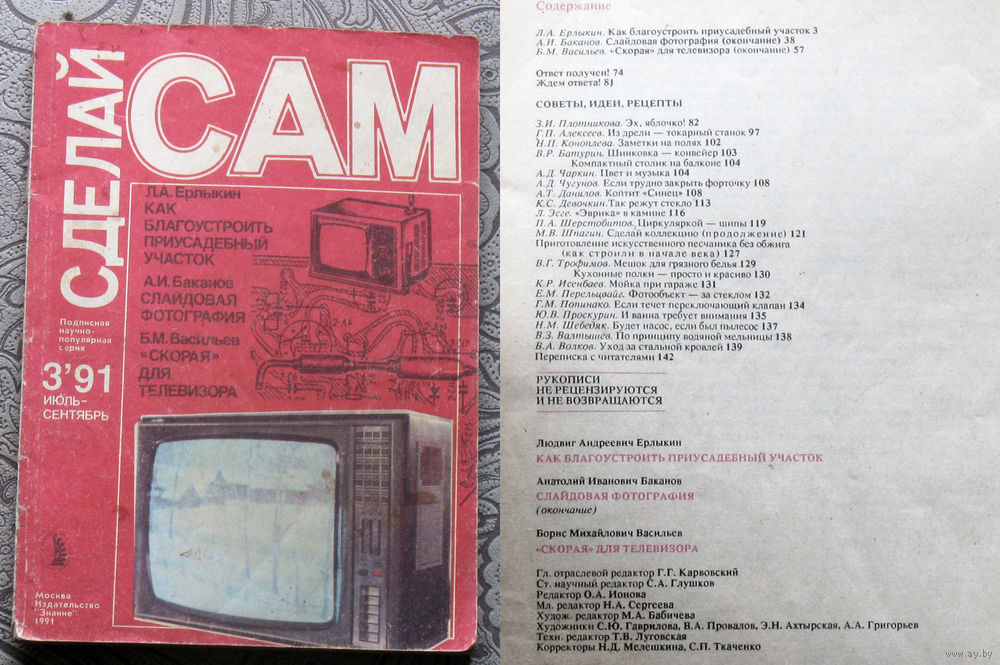 СДЕЛАЙ
САМ
Л.А. Ерлыкин
КАК
БЛАГОУСТРОИТЬ
ПРИУСАДЕБНЫЙ
УЧАСТОК
А.И. Баканов
СЛАЙДОВАЯ
ФОТОГРАФИЯ
Б.М. Васильев
«СКОРАЯ»
ДЛЯ
ТЕЛЕВИЗОРА
Подписная
научно-
популярная
серия
3'91
ИЮЛЬ-
СЕНТЯБРЬ
Москва
Издательство
"Знание"
1991
Содержание
Л.А. Ерлыкин. Как благоустроить приусадебный участок 3
А.И. Баканов. Слайдовая фотография (окончание) 38
Б.М. Васильев. «Скорая» для телевизора (окончание) 57
Ответ получен! 74
Ждем ответа! 81
СОВЕТЫ, ИДЕИ, РЕЦЕПТЫ
З.И. Плотникова. Эх, яблочко! 82
Г.П. Алексеев. Из дрели — токарный станок 97
Н.П. Коноплева. Заметки на полях 102
В.Р. Батурин. Шинковка — конвейер 103
Компактный столик на балконе 104
А.Д. Чаркин. Цвет и музыка 104
А.Д. Чугунов. Если трудно закрыть форточку 108
А.Т. Данилов. Коптит «Синец» 108
К.С. Девочкин. Так режут стекло 113
Л. Эсге. «Эврика» в камине 116
П.А. Шерстобитов. Циркуляркой — шипы 119
М.В. Шпагин. Сделай коллекцию (продолжение) 121
Приготовление искусственного песчаника без обжига
(как строили в начале века) 127
В.Г. Трофимов. Мешок для грязного белья 129
Кухонные полки — просто и красиво 130
К.Р. Исенбаев. Мойка при гараже 131
Е.М. Перельцвайг. Фотообъект — за стеклом 132
Г.М. Попинако. Если течет переключающий клапан 134
Ю.В. Проскурин. И ванна требует внимания 135
Н.М. Шебедяк. Будет насос, если был пылесос 137
В.З. Валтышев. По принципу водяной мельницы 138
В.А. Волхов. Уход за стальной кровлей 139
Переписка с читателями 142
РУКОПИСИ
НЕ РЕЦЕНЗИРУЮТСЯ
И НЕ ВОЗВРАЩАЮТСЯ
Людвиг Андреевич Ерлыкин
КАК БЛАГОУСТРОИТЬ ПРИУСАДЕБНЫЙ УЧАСТОК
Анатолий Иванович Баканов
СЛАЙДОВАЯ ФОТОГРАФИЯ
(окончание)
Борис Михайлович Васильев
«СКОРАЯ» ДЛЯ ТЕЛЕВИЗОРА
Гл. отраслевой редактор Г.Г. Карвовский
Ст. научный редактор С.А. Глушков
Редактор О.А. Ионова
Мл. редактор Н.А. Сергеева
Худож. редактор М.А. Бабичева
Художники С.Ю. Гаврилова, В.А. Провалов, Э.Н. Ахтырская, А.А. Григорьев
Техн. редактор Т.В. Луговская
Корректоры Н.Д. Мелешкина, С.П. Ткаченко
www.ay.by